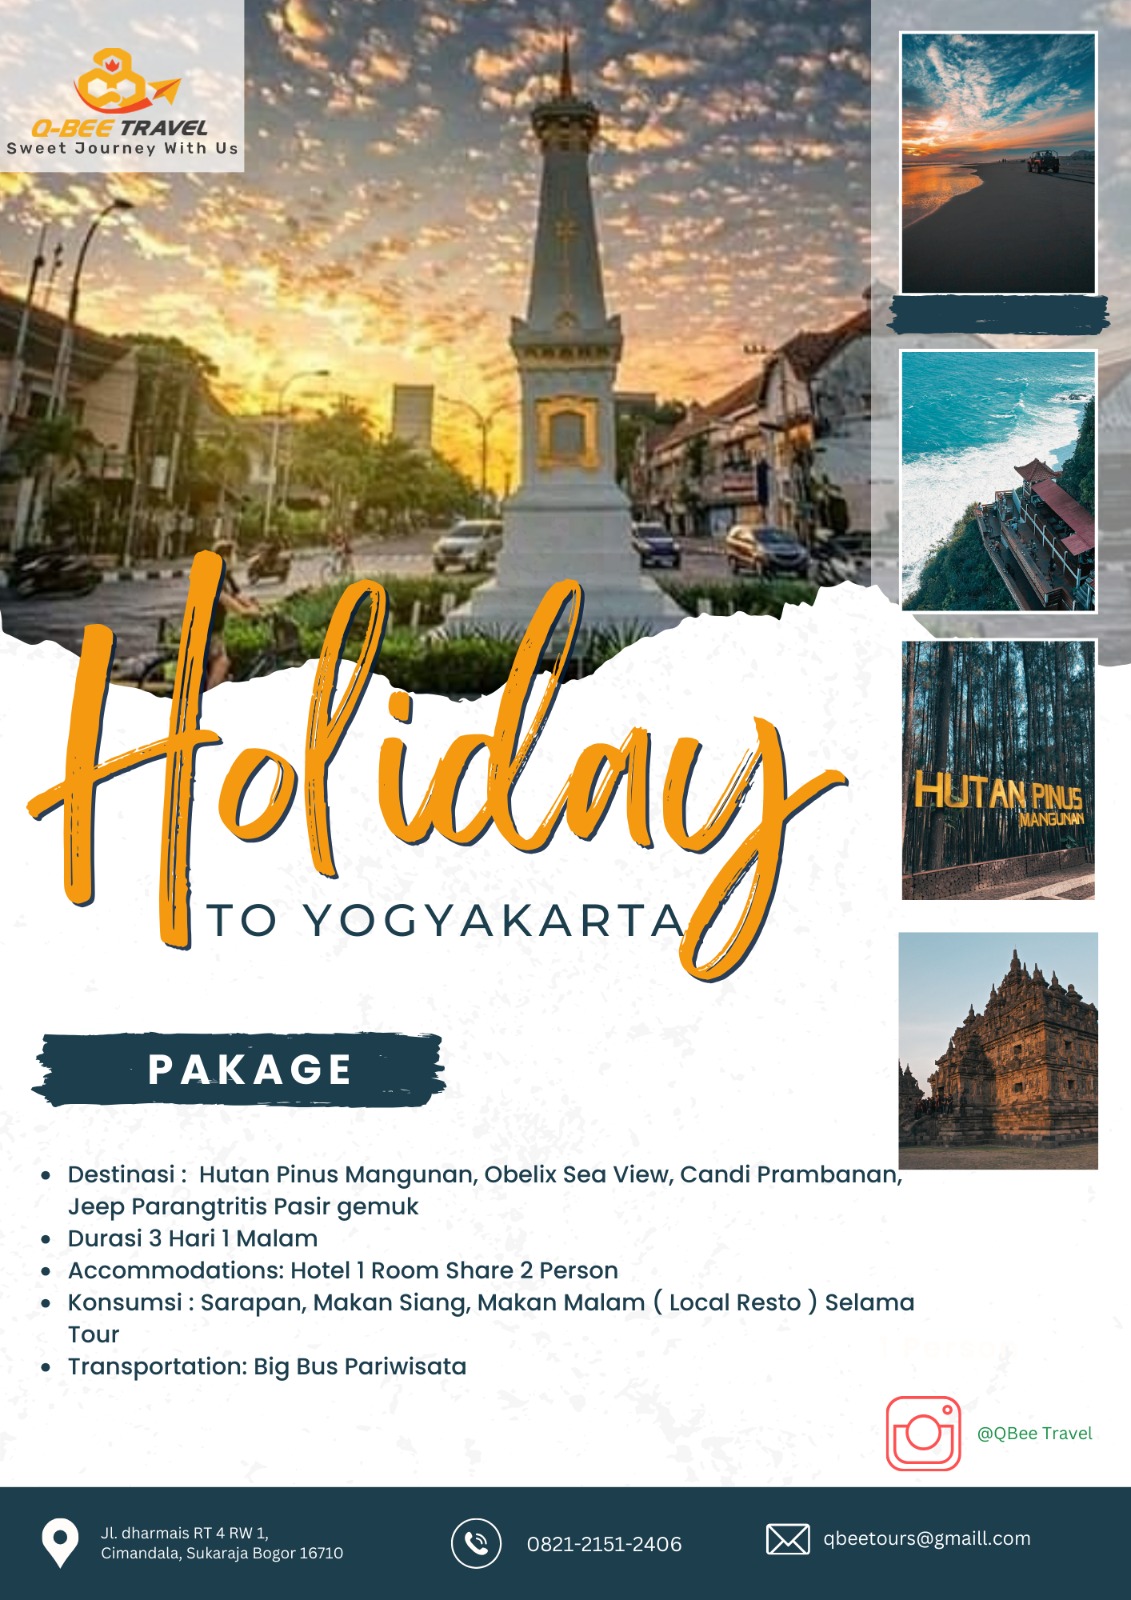 Q-BEE TRAVEL
Sweet Journey With Us
Holiday
TO YOGYAKARTA
HUTAN PINUS
MANGUNAN
PAKAGE
• Destinasi : Hutan Pinus Mangunan, Obelix Sea View, Candi Prambanan,
Jeep Parangtritis Pasir gemuk
• Durasi 3 Hari 1 Malam
• Accommodations: Hotel 1 Room Share 2 Person
• Konsumsi : Sarapan, Makan Siang, Makan Malam ( Local Resto ) Selama
Tour
• Transportation: Big Bus Pariwisata
@QBee Travel
Jl. dharmais RT 4 RW 1,
Cimandala, Sukaraja Bogor 16710
0821-2151-2406
qbeetours@gmaill.com